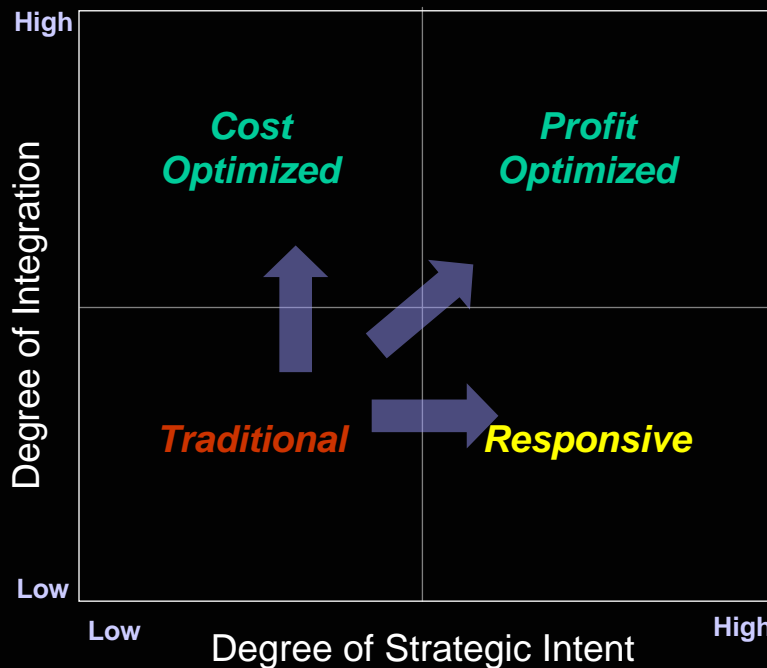 High
Cost
Optimized
Profit
Optimized
Degree of Integration
Traditional
Responsive
Low
Low
Degree of Strategic Intent
High